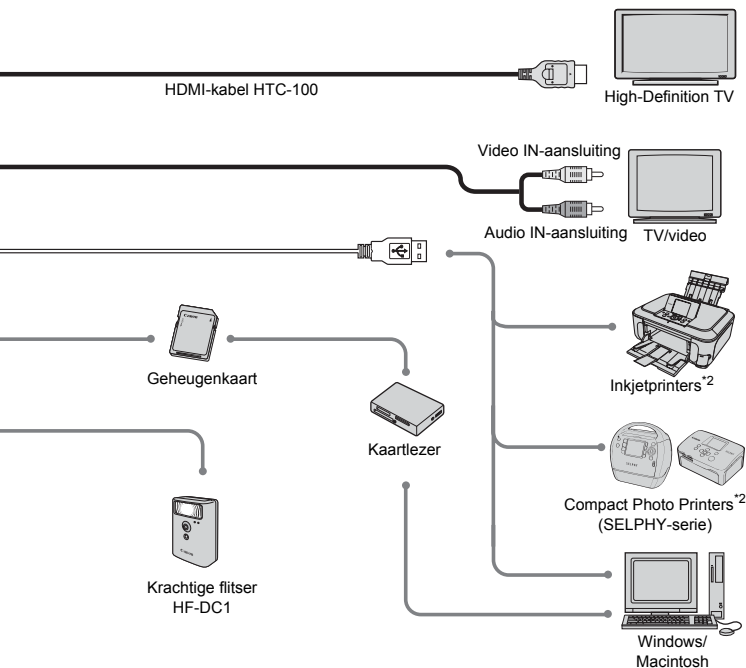 HDMI-kabel HTC-100
High-Definition TV
Video IN-aansluiting
Audio IN-aansluiting
TV/video
Geheugenkaart
Kaartlezer
Inkjetprinters*2
Compact Photo Printers*2
(SELPHY-serie)
Krachtige flitser
HF-DC1
Windows/
Macintosh